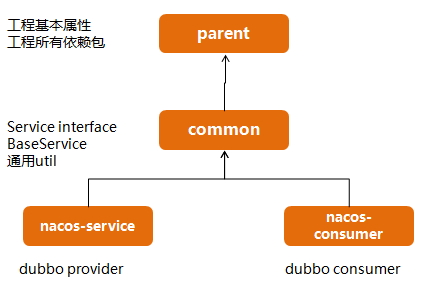 工程基本属性
工程所有依赖包
parent
Service interface
BaseService
通用util
common
nacos-service
nacos-
consumer
dubbo provider
dubbo consumer